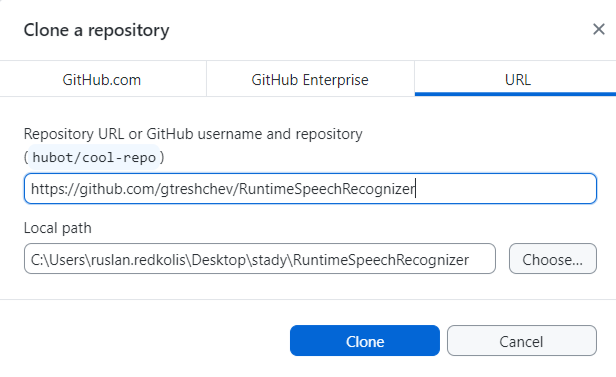 Clone a repository
GitHub.com
GitHub Enterprise
URL
Repository URL or GitHub username and repository
(hubot/cool-repo)
https://github.com/gtreshchev/RuntimeSpeechRecognizer
Local path
C:\Users\ruslan.redkolis\Desktop\stady\RuntimeSpeechRecognizer
Choose...
Clone
Cancel